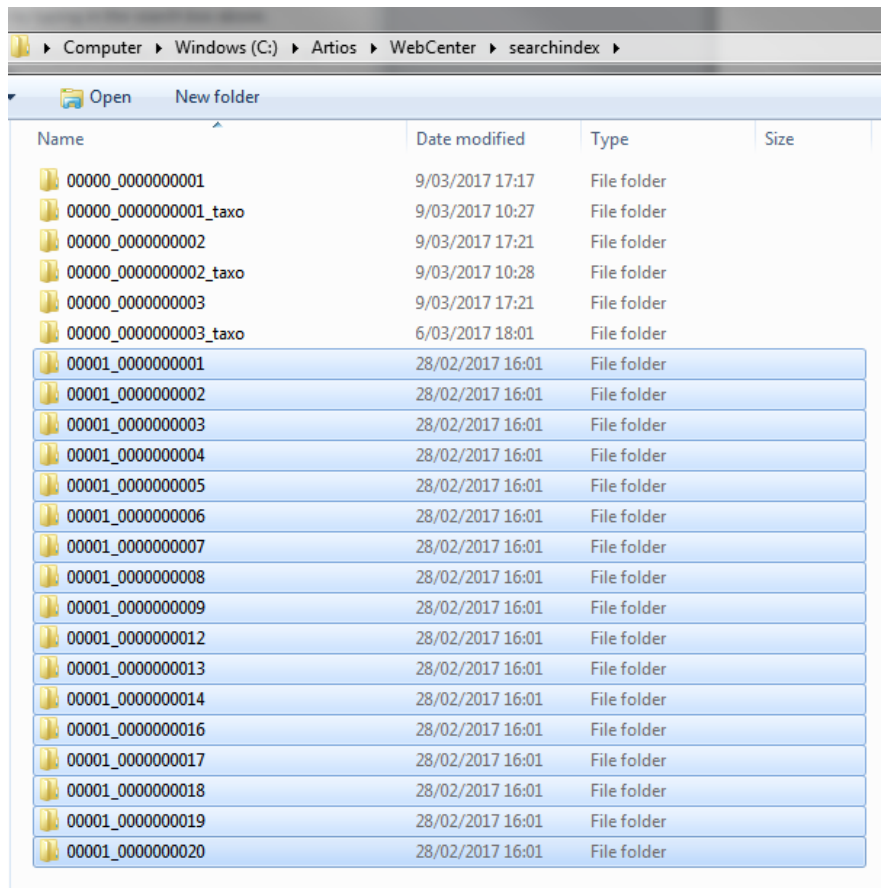 Computer Windows (C:) Artios WebCenter searchindex
Open New folder
Name Date modified Type Size
00000_0000000001 9/03/2017 17:17 File folder
00000_0000000001_taxo 9/03/2017 10:27 File folder
00000_0000000002 9/03/2017 17:21 File folder
00000_0000000002_taxo 9/03/2017 10:28 File folder
00000_0000000003 9/03/2017 17:21 File folder
00000_0000000003_taxo 6/03/2017 18:01 File folder
00001_0000000001 28/02/2017 16:01 File folder
00001_0000000002 28/02/2017 16:01 File folder
00001_0000000003 28/02/2017 16:01 File folder
00001_0000000004 28/02/2017 16:01 File folder
00001_0000000005 28/02/2017 16:01 File folder
00001_0000000006 28/02/2017 16:01 File folder
00001_0000000007 28/02/2017 16:01 File folder
00001_0000000008 28/02/2017 16:01 File folder
00001_0000000009 28/02/2017 16:01 File folder
00001_0000000012 28/02/2017 16:01 File folder
00001_0000000013 28/02/2017 16:01 File folder
00001_0000000014 28/02/2017 16:01 File folder
00001_0000000016 28/02/2017 16:01 File folder
00001_0000000017 28/02/2017 16:01 File folder
00001_0000000018 28/02/2017 16:01 File folder
00001_0000000019 28/02/2017 16:01 File folder
00001_0000000020 28/02/2017 16:01 File folder